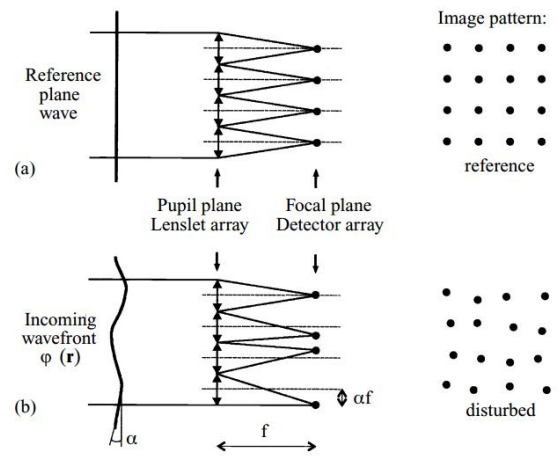 (a)
Reference
plane
wave
Image pattern:
reference
Pupil plane
Lenslet array
Focal plane
Detector array
(b)
Incoming
wavefront
φ (r)
α
αf
f
disturbed